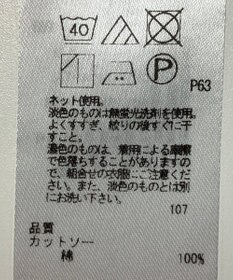 40
P
P63
ネット使用。
淡色のものは無蛍光洗剤を使用。
よくすすぎ、絞りの後すぐに干
すこと。
濃色のものは、着用による摩擦
で色落ちすることがありますの
で、組合せの衣服にご注意くださ
い。また、淡色のものとは別
にお洗い下さい。
107
品質
カットソー
綿 100%